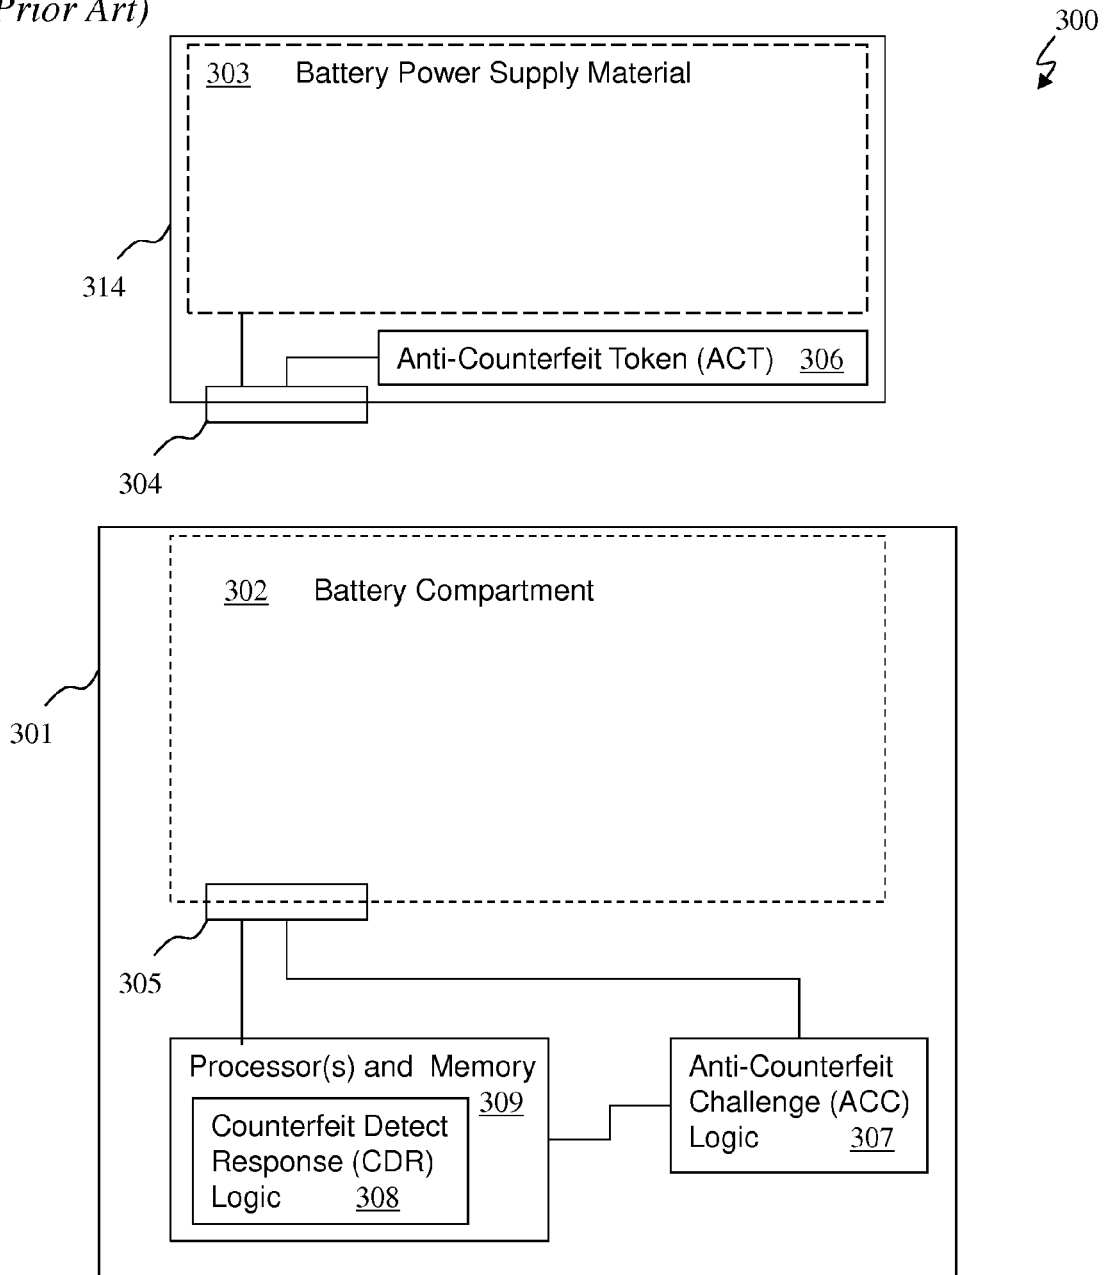 Prior Art)
300
303 Battery Power Supply Material
314
Anti-Counterfeit Token (ACT) 306
304
302 Battery Compartment
301
305
Processor(s) and Memory
309
Counterfeit Detect
Response (CDR)
Logic 308
Anti-Counterfeit
Challenge (ACC)
Logic 307